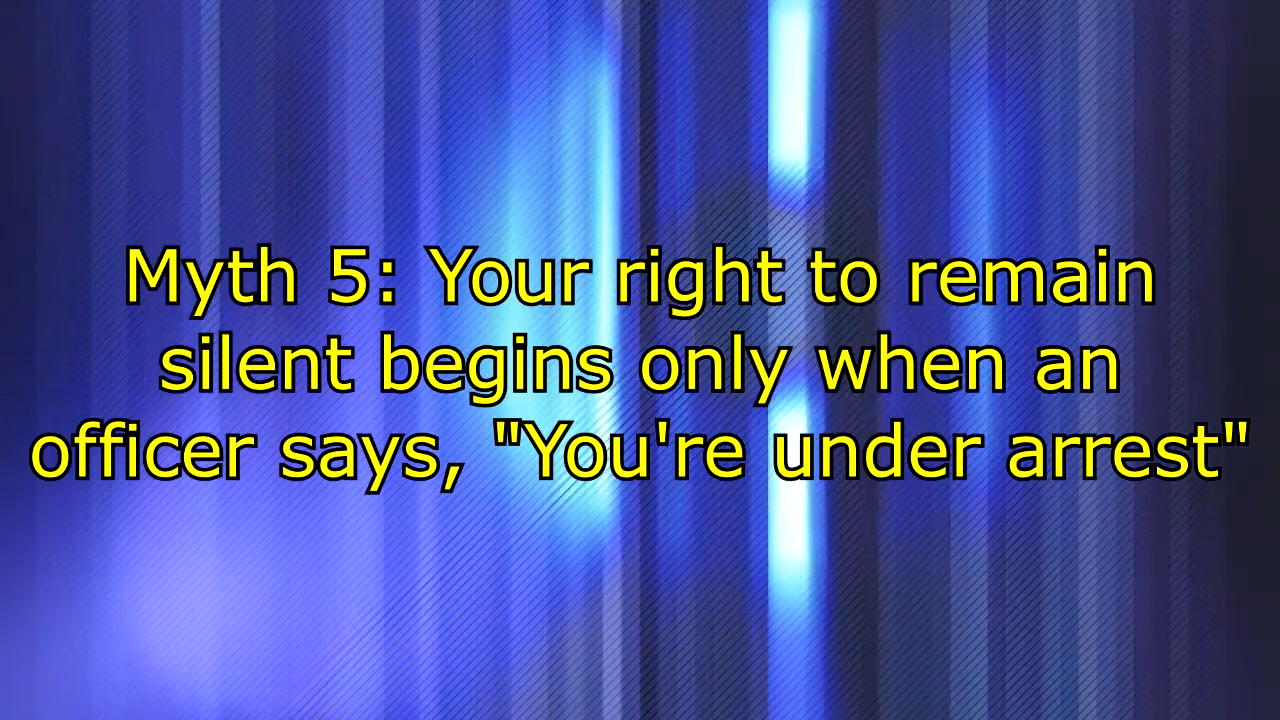 Myth 5: Your right to remain
silent begins only when an
officer says, "You're under arrest"